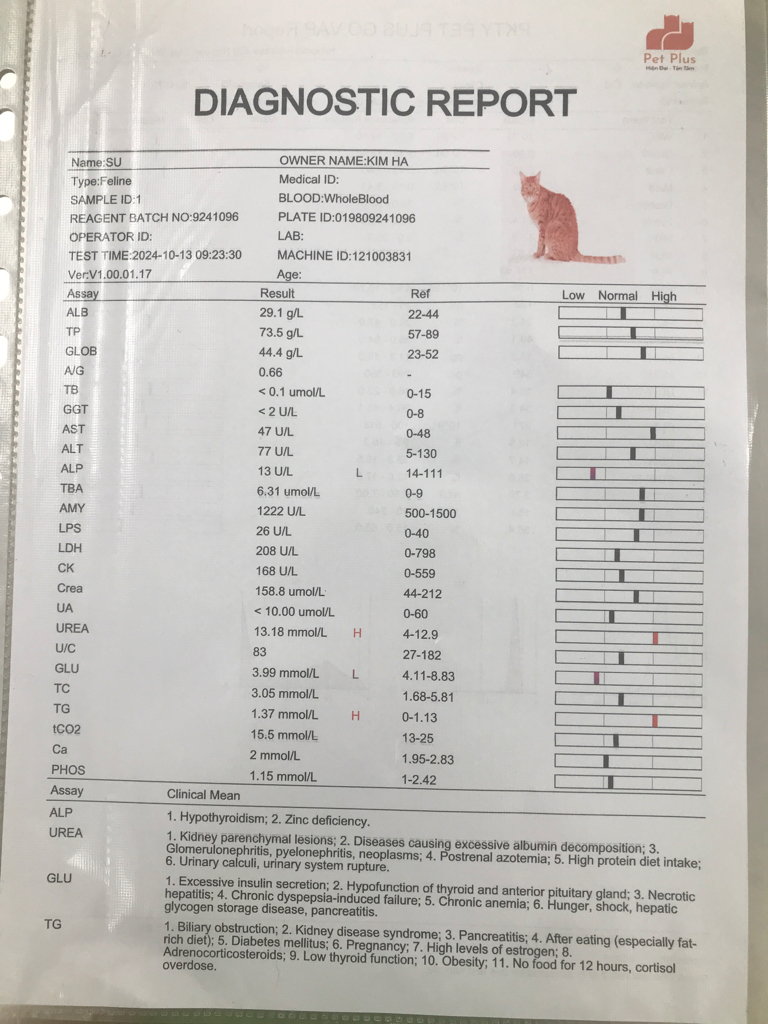 Pet Plus
Hiện Đại - Tận Tâm
DIAGNOSTIC REPORT
Name:SU OWNER NAME:KIM HA
Type:Feline Medical ID:
SAMPLE ID:1 BLOOD:WholeBlood
REAGENT BATCH NO:9241096 PLATE ID:019809241096
OPERATOR ID: LAB:
TEST TIME:2024-10-13 09:23:30 MACHINE ID:121003831
Ver:V1.00.01.17 Age:
Assay Result Ref Low Normal High
ALB 29.1 g/L 22-44
TP 73.5 g/L 57-89
GLOB 44.4 g/L 23-52
A/G 0.66 -
TB < 0.1 umol/L 0-15
GGT < 2 U/L 0-8
AST 47 U/L 0-48
ALT 77 U/L 5-130
ALP 13 U/L L 14-111
TBA 6.31 umol/L 0-9
AMY 1222 U/L 500-1500
LPS 26 U/L 0-40
LDH 208 U/L 0-798
CK 168 U/L 0-559
Crea 158.8 umol/L 44-212
UA < 10.00 umol/L 0-60
UREA 13.18 mmol/L H 4-12.9
U/C 83 27-182
GLU 3.99 mmol/L L 4.11-8.83
TC 3.05 mmol/L 1.68-5.81
TG 1.37 mmol/L H 0-1.13
tCO2 15.5 mmol/L 13-25
Ca 2 mmol/L 1.95-2.83
PHOS 1.15 mmol/L 1-2.42
Assay Clinical Mean
ALP 1. Hypothyroidism; 2. Zinc deficiency.
UREA 1. Kidney parenchymal lesions; 2. Diseases causing excessive albumin decomposition; 3.
Glomerulonephritis, pyelonephritis, neoplasms; 4. Postrenal azotemia; 5. High protein diet intake;
6. Urinary calculi, urinary system rupture.
GLU 1. Excessive insulin secretion; 2. Hypofunction of thyroid and anterior pituitary gland; 3. Necrotic
hepatitis; 4. Chronic dyspepsia-induced failure; 5. Chronic anemia; 6. Hunger, shock, hepatic
glycogen storage disease, pancreatitis.
TG 1. Biliary obstruction; 2. Kidney disease syndrome; 3. Pancreatitis; 4. After eating (especially fat-
rich diet); 5. Diabetes mellitus; 6. Pregnancy; 7. High levels of estrogen; 8.
Adrenocorticosteroids; 9. Low thyroid function; 10. Obesity; 11. No food for 12 hours, cortisol
overdose.